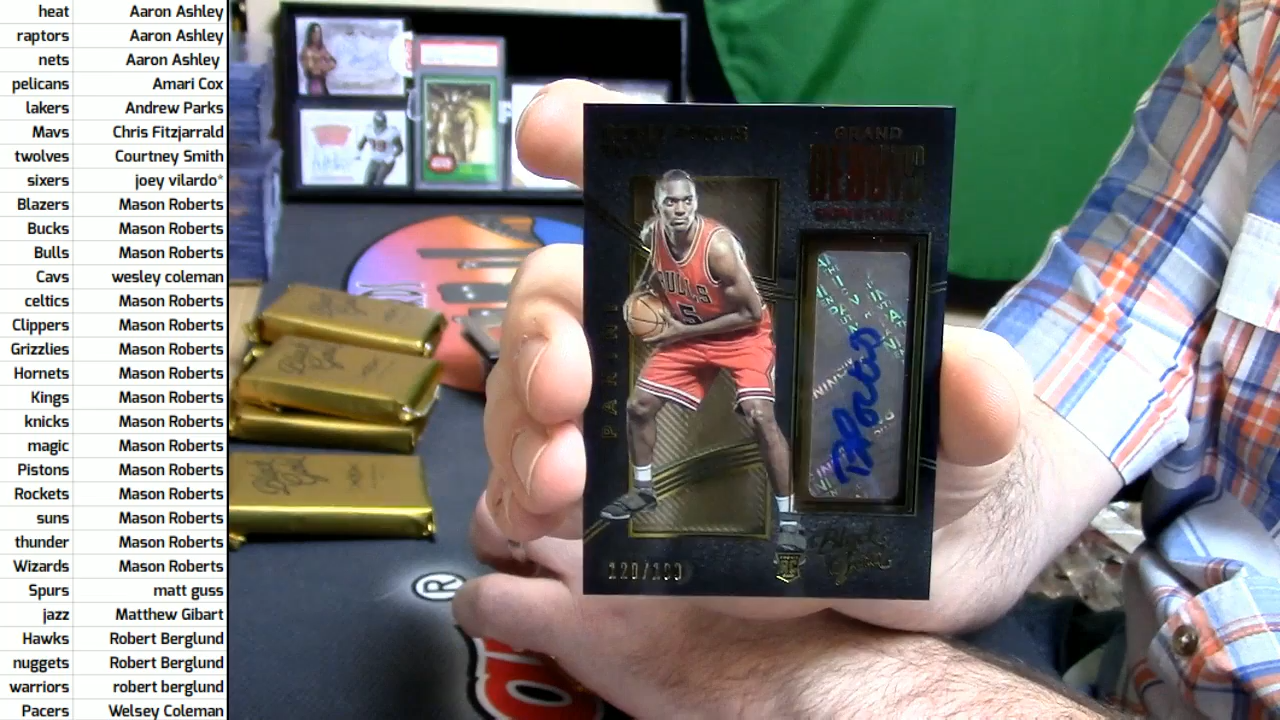 heat Aaron Ashley
raptors Aaron Ashley
nets Aaron Ashley
pelicans Amari Cox
lakers Andrew Parks
Mavs Chris Fitzjarrald
twolves Courtney Smith
sixers joey vilardo*
Blazers Mason Roberts
Bucks Mason Roberts
Bulls Mason Roberts
Cavs wesley coleman
celtics Mason Roberts
Clippers Mason Roberts
Grizzlies Mason Roberts
Hornets Mason Roberts
Kings Mason Roberts
knicks Mason Roberts
magic Mason Roberts
Pistons Mason Roberts
Rockets Mason Roberts
suns Mason Roberts
thunder Mason Roberts
Wizards Mason Roberts
Spurs matt guss
jazz Matthew Gibart
Hawks Robert Berglund
nuggets Robert Berglund
warriors robert berglund
Pacers Welsey Coleman
GRAND
DEBUTS
SIGNATURES
PANINI
BULLS
5
®